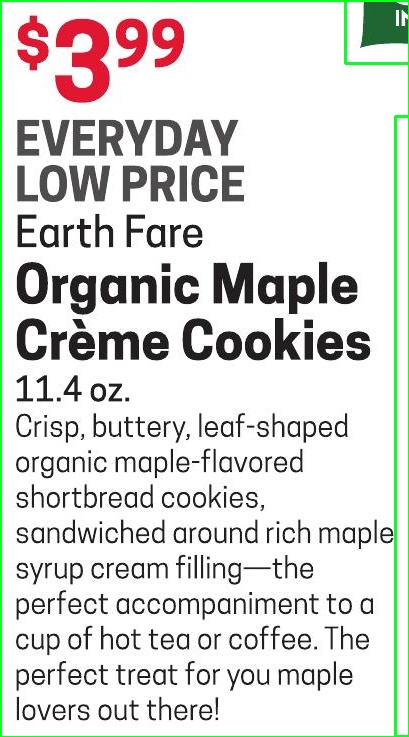 $3.99
EVERYDAY
LOW PRICE
Earth Fare
Organic Maple
Crème Cookies
11.4 oz.
Crisp, buttery, leaf-shaped
organic maple-flavored
shortbread cookies,
sandwiched around rich maple
syrup cream filling—the
perfect accompaniment to a
cup of hot tea or coffee. The
perfect treat for you maple
lovers out there!